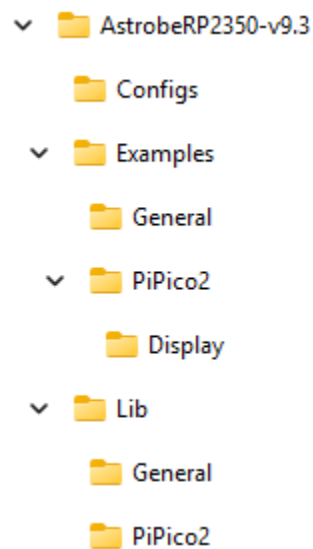 AstrobeRP2350-v9.3
Configs
Examples
General
PiPico2
Display
Lib
General
PiPico2